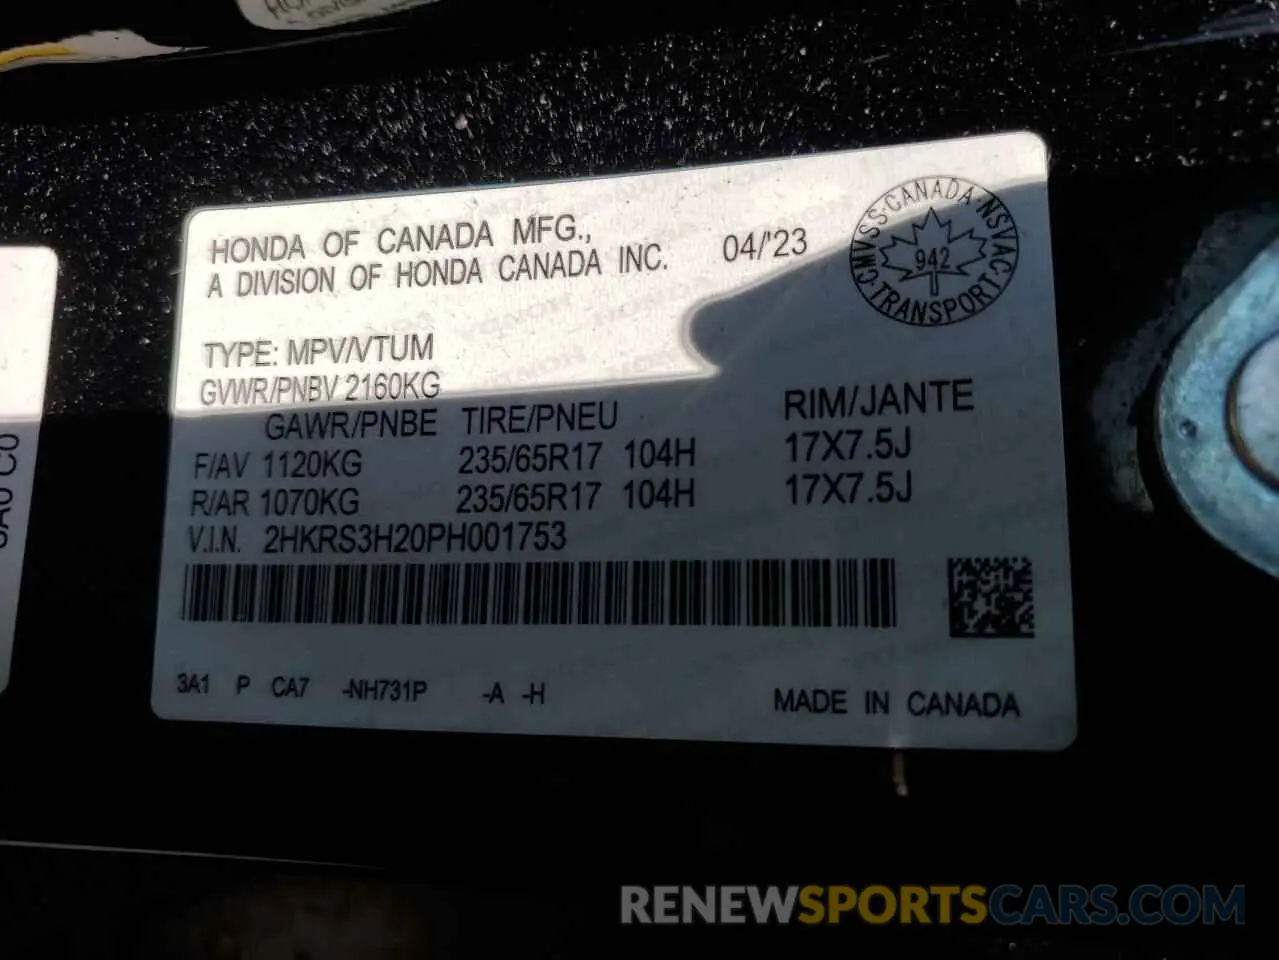 HONDA OF CANADA MFG.,
A DIVISION OF HONDA CANADA INC.
04/'23
CMVSS·CANADA·NSVAC·TRANSPORT·
942
TYPE: MPV/VTUM
GVWR/PNBV 2160KG
GAWR/PNBE TIRE/PNEU RIM/JANTE
F/AV 1120KG 235/65R17 104H 17X7.5J
R/AR 1070KG 235/65R17 104H 17X7.5J
V.I.N. 2HKRS3H20PH001753
3A1 P CA7 -NH731P -A -H
MADE IN CANADA
RENEWSPORTSCARS.COM